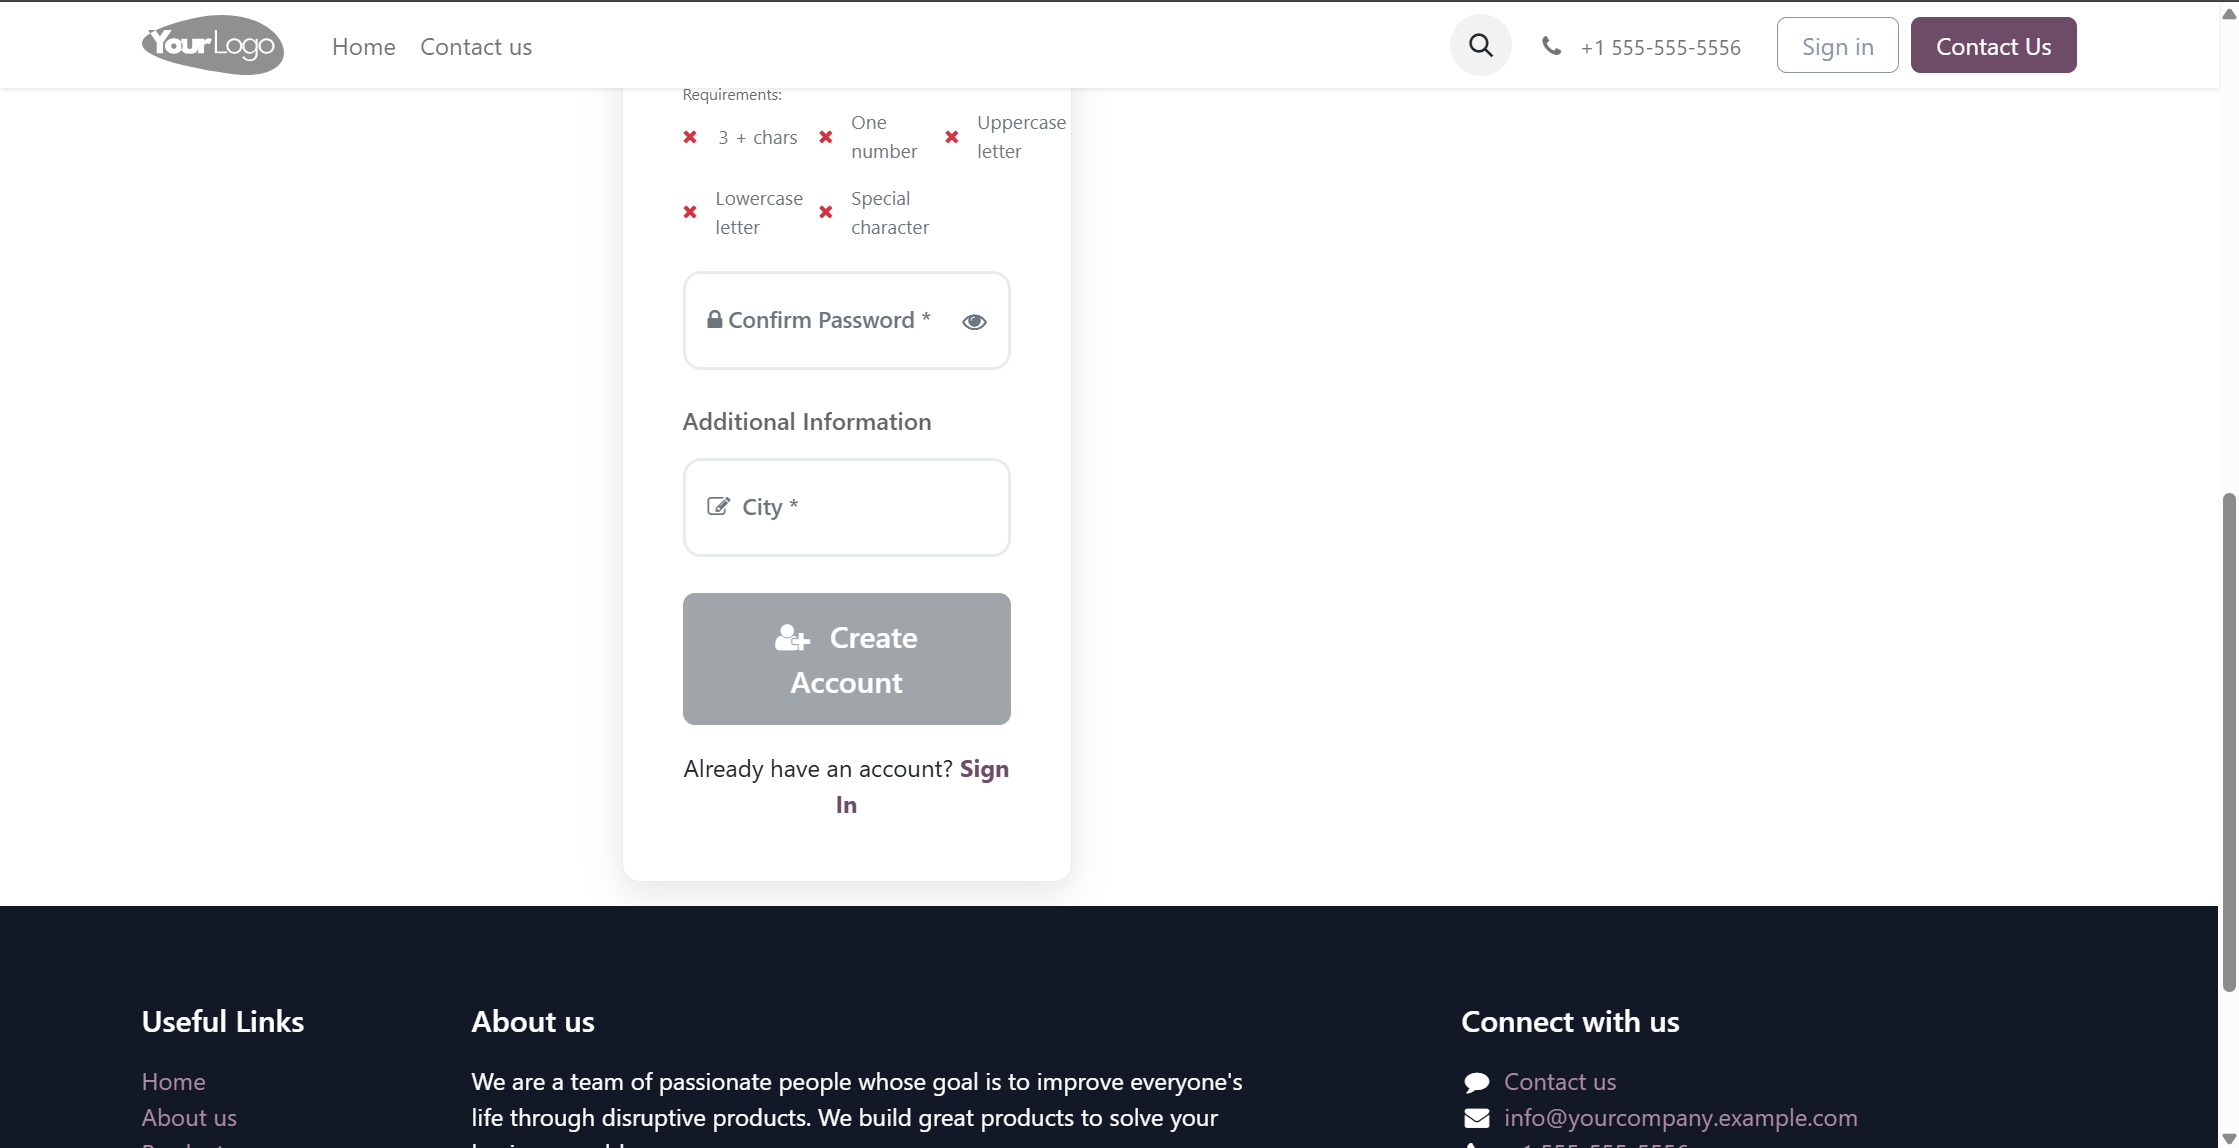 YourLogo
Home
Contact us
+1 555-555-5556
Sign in
Contact Us
Requirements:
3 + chars
One
number
Uppercase
letter
Lowercase
letter
Special
character
Confirm Password *
Additional Information
City *
Create
Account
Already have an account? Sign
In
Useful Links
Home
About us
About us
We are a team of passionate people whose goal is to improve everyone's
life through disruptive products. We build great products to solve your
Connect with us
Contact us
info@yourcompany.example.com